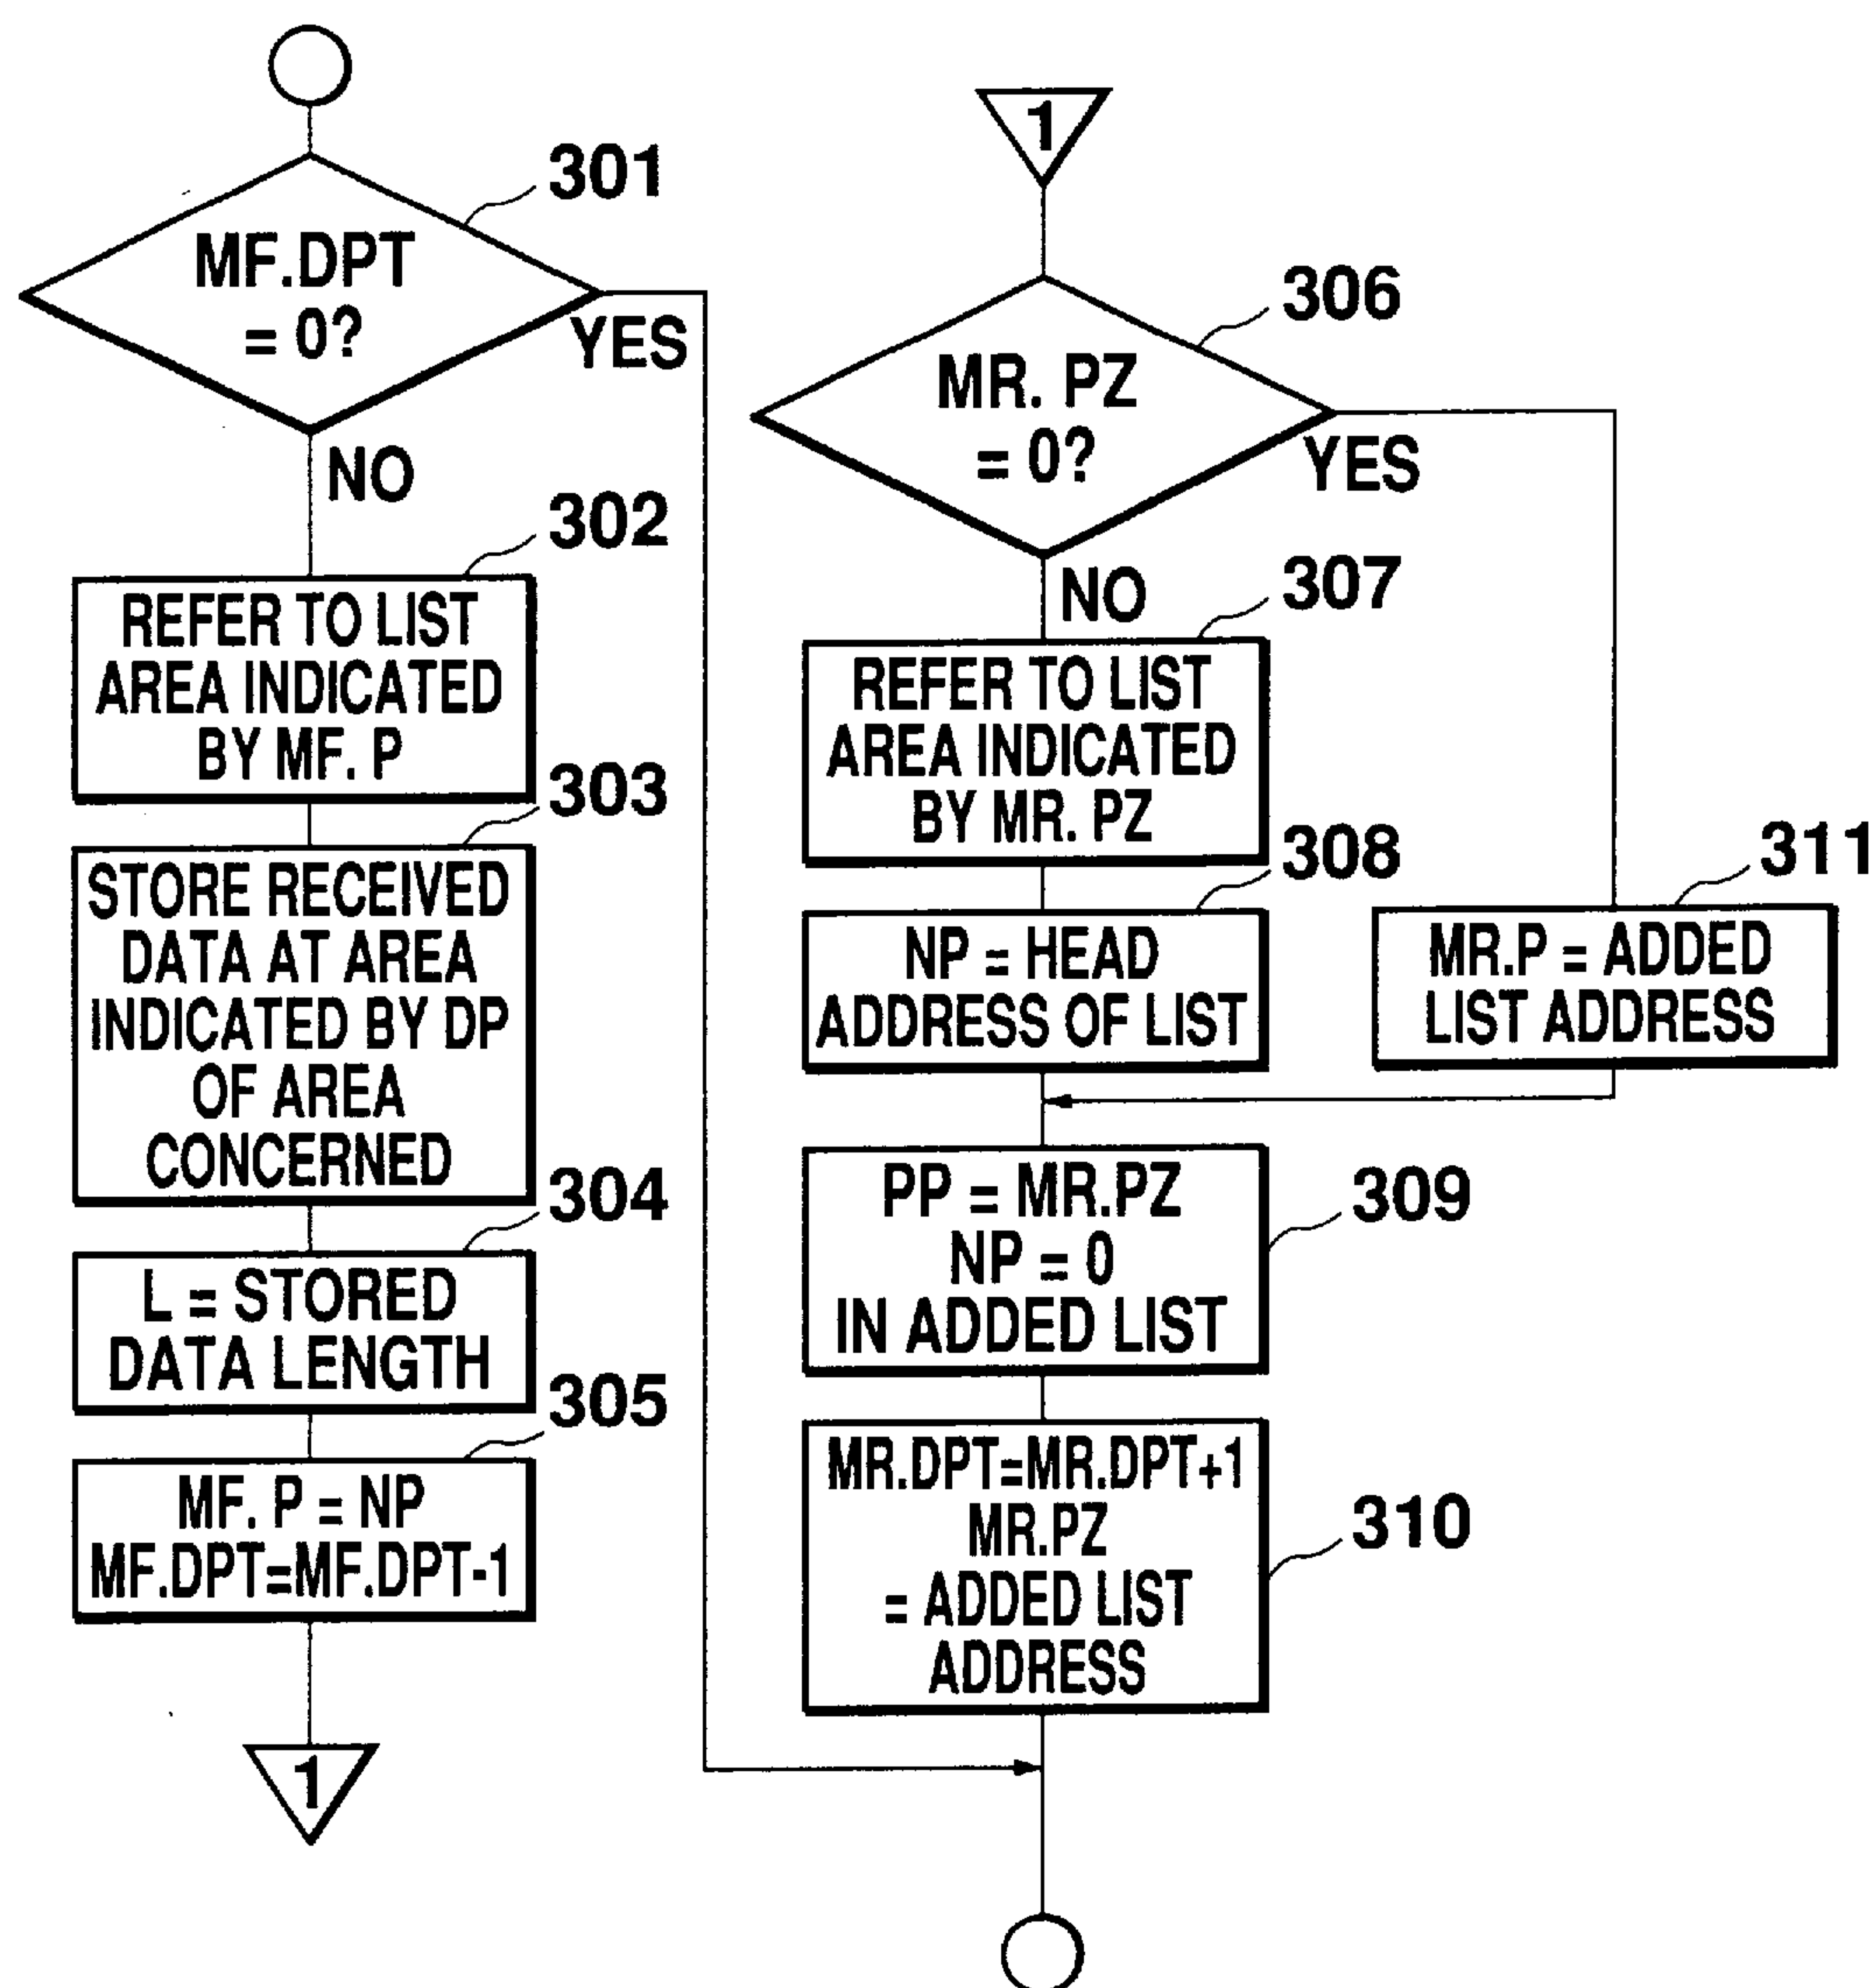 301
MF.DPT
= 0?
YES
NO
302
REFER TO LIST
AREA INDICATED
BY MF. P
303
STORE RECEIVED
DATA AT AREA
INDICATED BY DP
OF AREA
CONCERNED
304
L = STORED
DATA LENGTH
305
MF. P = NP
MF.DPT=MF.DPT-1
1
1
306
MR. PZ
= 0?
YES
NO
307
REFER TO LIST
AREA INDICATED
BY MR. PZ
308
NP = HEAD
ADDRESS OF LIST
311
MR.P = ADDED
LIST ADDRESS
309
PP = MR.PZ
NP = 0
IN ADDED LIST
310
MR.DPT=MR.DPT+1
MR.PZ
= ADDED LIST
ADDRESS